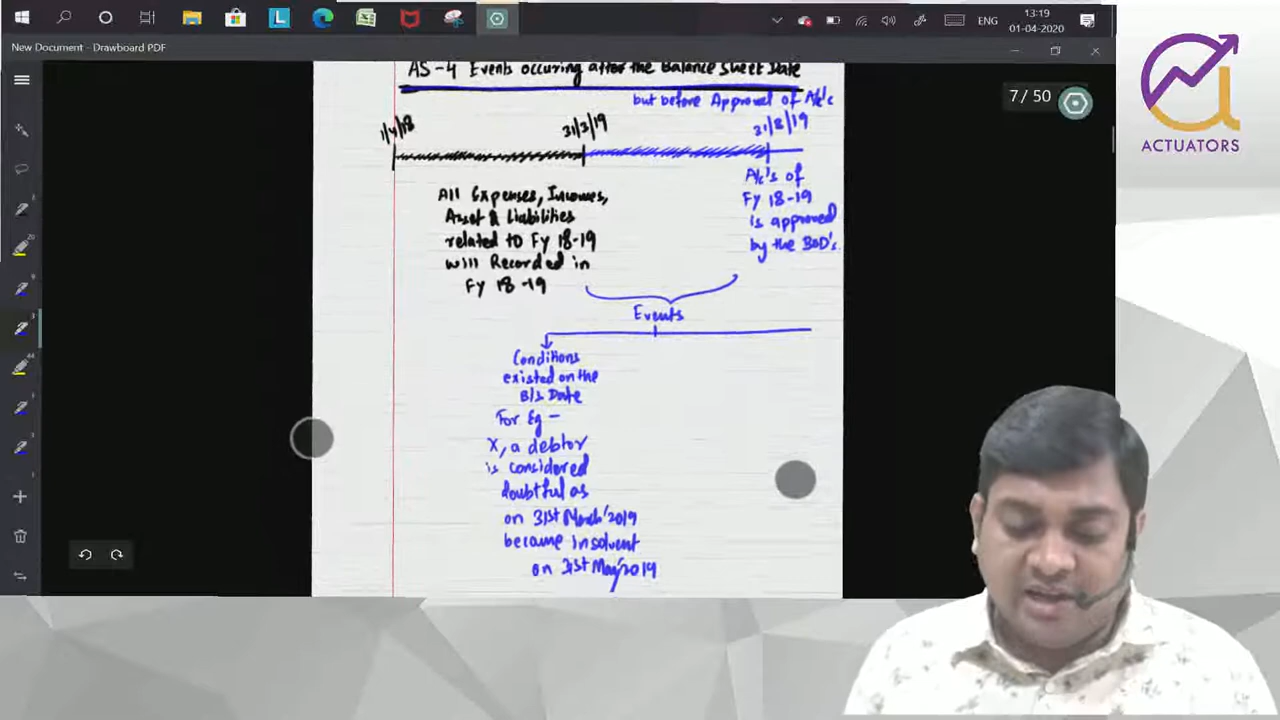 13:19
ENG
01-04-2020
New Document - Drawboard PDF
7 / 50
ACTUATORS
AS-4 Events occuring after the Balance Sheet Date
but before Approval of A/c's
1/4/18
31/3/19
31/8/19
All Expenses, Incomes,
Asset & Liabilities
related to Fy 18-19
will Recorded in
Fy 18-19
A/c's of
FY 18-19
is approved
by the BOD's.
Events
Conditions
existed on the
B/s Date
For Eg -
X, a debtor
is considered
doubtful as
on 31st March'2019
became insolvent
on 31st May'2019